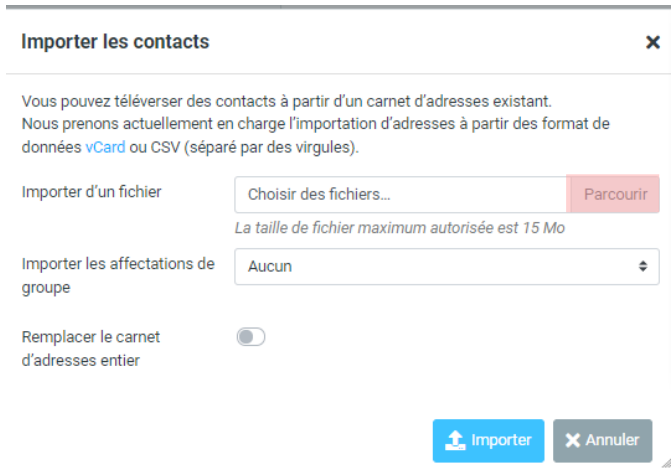 Importer les contacts
Vous pouvez téléverser des contacts à partir d'un carnet d'adresses existant.
Nous prenons actuellement en charge l'importation d'adresses à partir des format de
données vCard ou CSV (séparé par des virgules).
Importer d'un fichier
Choisir des fichiers...
Parcourir
La taille de fichier maximum autorisée est 15 Mo
Importer les affectations de
groupe
Aucun
Remplacer le carnet
d'adresses entier
Importer
Annuler